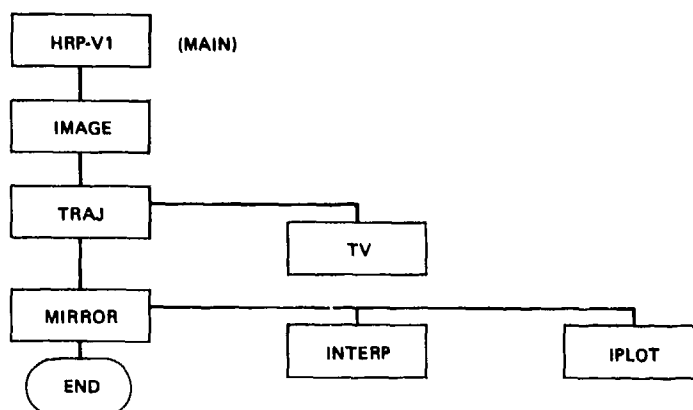 HRP-V1 (MAIN)
IMAGE
TRAJ
TV
MIRROR
INTERP IPLOT
END